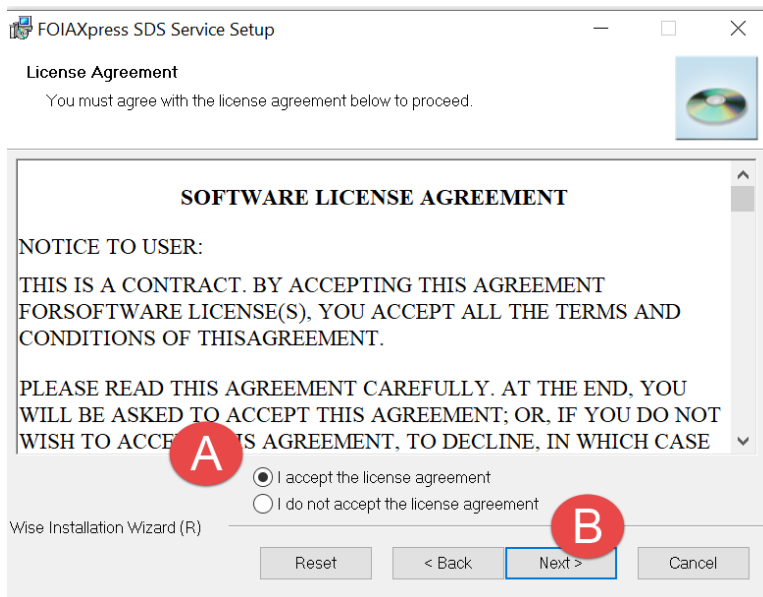 FOIAXpress SDS Service Setup
License Agreement
You must agree with the license agreement below to proceed.
SOFTWARE LICENSE AGREEMENT
NOTICE TO USER:
THIS IS A CONTRACT. BY ACCEPTING THIS AGREEMENT
FORSOFTWARE LICENSE(S), YOU ACCEPT ALL THE TERMS AND
CONDITIONS OF THISAGREEMENT.
PLEASE READ THIS AGREEMENT CAREFULLY. AT THE END, YOU
WILL BE ASKED TO ACCEPT THIS AGREEMENT; OR, IF YOU DO NOT
WISH TO AGREEMENT, TO DECLINE, IN WHICH CASE
A
I accept the license agreement
I do not accept the license agreement
B
Wise Installation Wizard (R)
Reset
< Back
Next >
Cancel